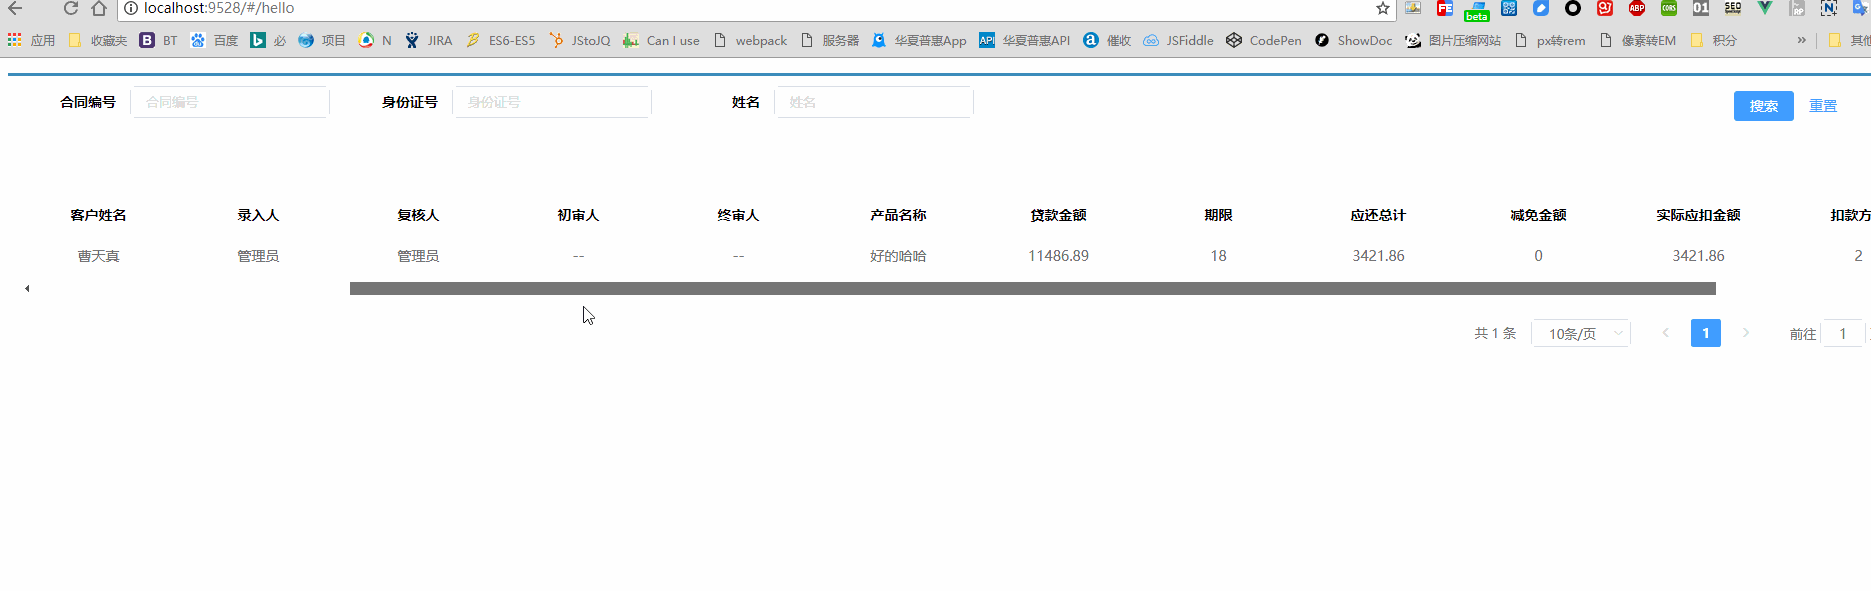 localhost:9528/#/hello
beta FE ABP CORS 01 SEO RP N
应用 收藏夹 B BT 百度 必 项目 N JIRA ES6-ES5 JStoJQ Can I use webpack 服务器 华夏普惠App API 华夏普惠API 催收 JSFiddle CodePen ShowDoc 图片压缩网站 px转rem 像素转EM 积分 » 其他
合同编号 合同编号 身份证号 身份证号 姓名 姓名 搜索 重置
客户姓名 录入人 复核人 初审人 终审人 产品名称 贷款金额 期限 应还总计 减免金额 实际应扣金额 扣款方
曹天真 管理员 管理员 -- -- 好的哈哈 11486.89 18 3421.86 0 3421.86 2
共 1 条 10条/页 1 前往 1